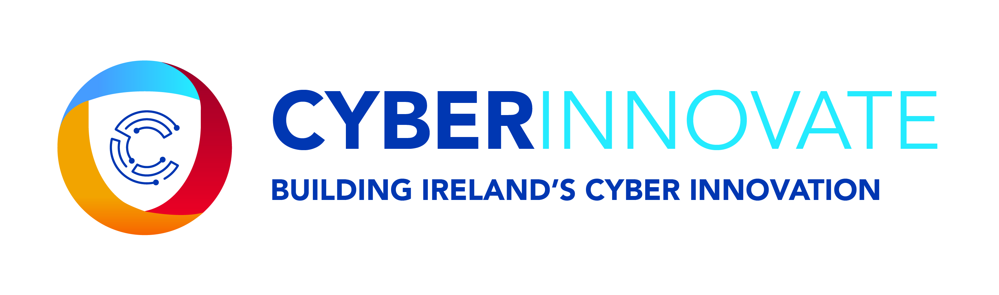 CYBERINNOVATE
BUILDING IRELAND’S CYBER INNOVATION